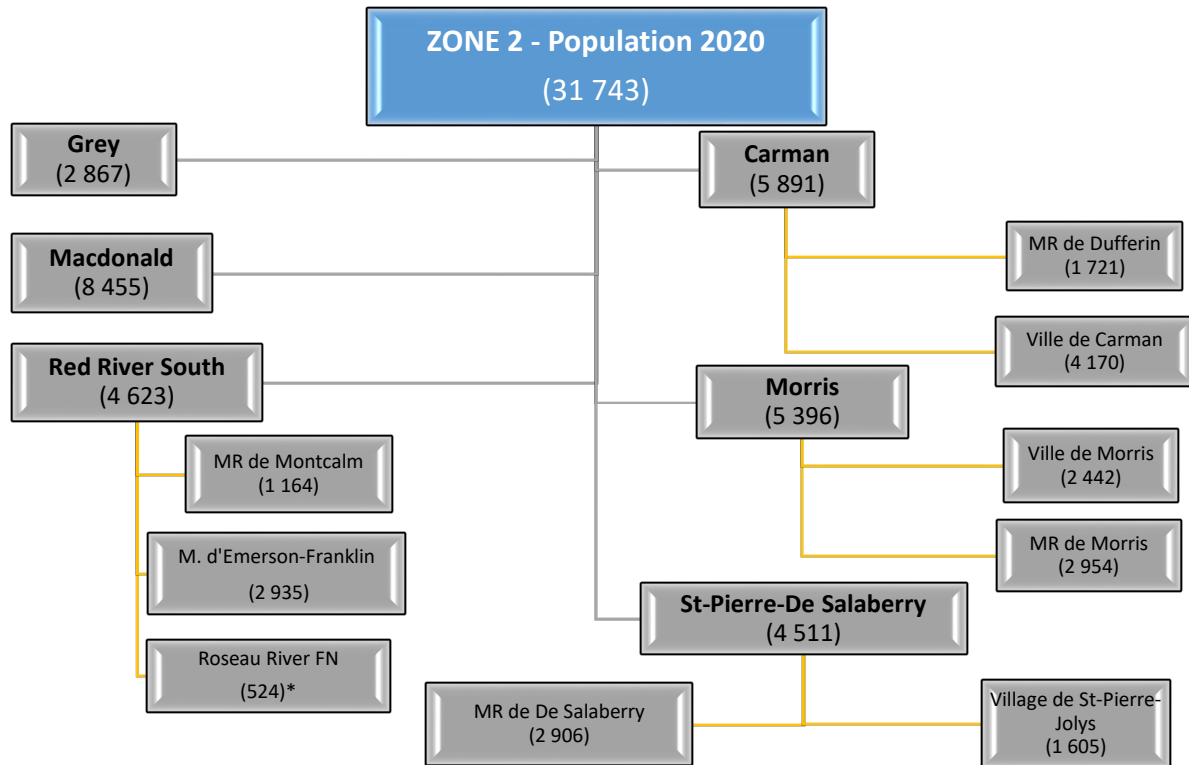 ZONE 2 - Population 2020
(31 743)
Grey
(2 867)
Macdonald
(8 455)
Red River South
(4 623)
MR de Montcalm
(1 164)
M. d'Emerson-Franklin
(2 935)
Roseau River FN
(524)*
Carman
(5 891)
MR de Dufferin
(1 721)
Ville de Carman
(4 170)
Morris
(5 396)
Ville de Morris
(2 442)
MR de Morris
(2 954)
St-Pierre-De Salaberry
(4 511)
MR de De Salaberry
(2 906)
Village de St-Pierre-
Jolys
(1 605)